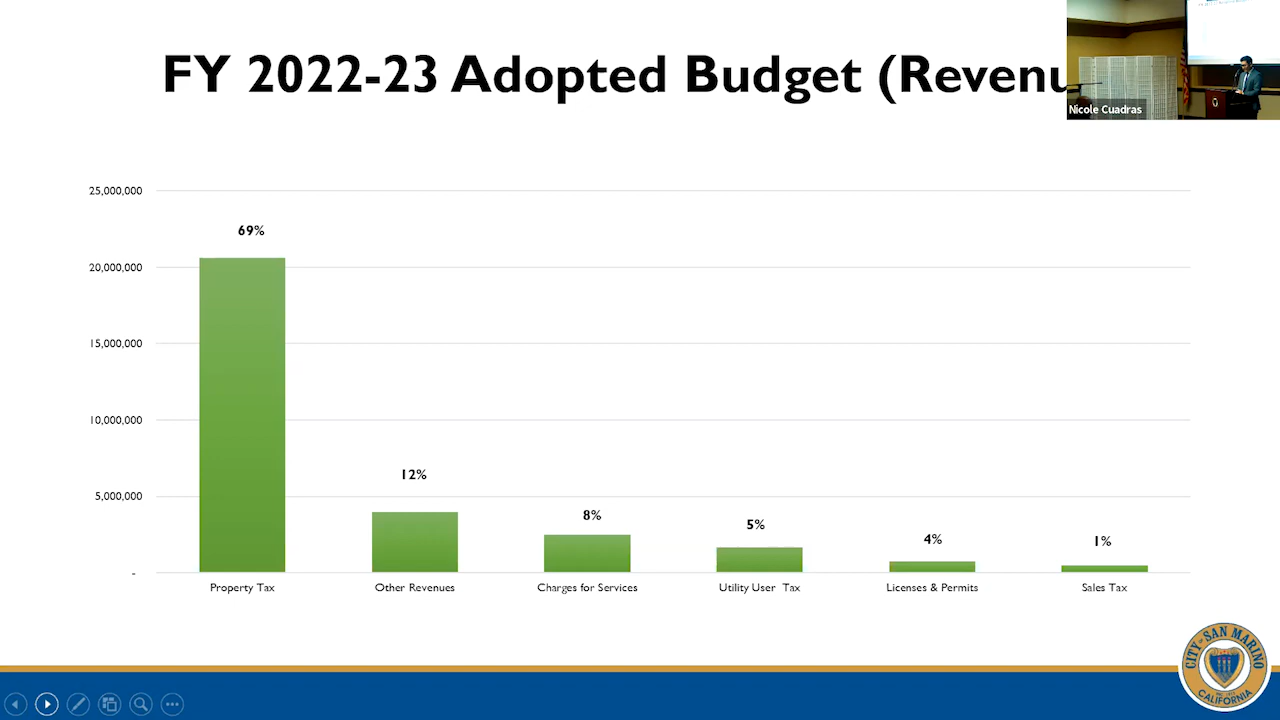 FY 2022-23 Adopted Budget (Revenu
Nicole Cuadras
25,000,000
69%
20,000,000
15,000,000
10,000,000
12%
5,000,000
8%
5%
4%
1%
-
Property Tax
Other Revenues
Charges for Services
Utility User Tax
Licenses & Permits
Sales Tax
CITY OF SAN MARINO
CALIFORNIA